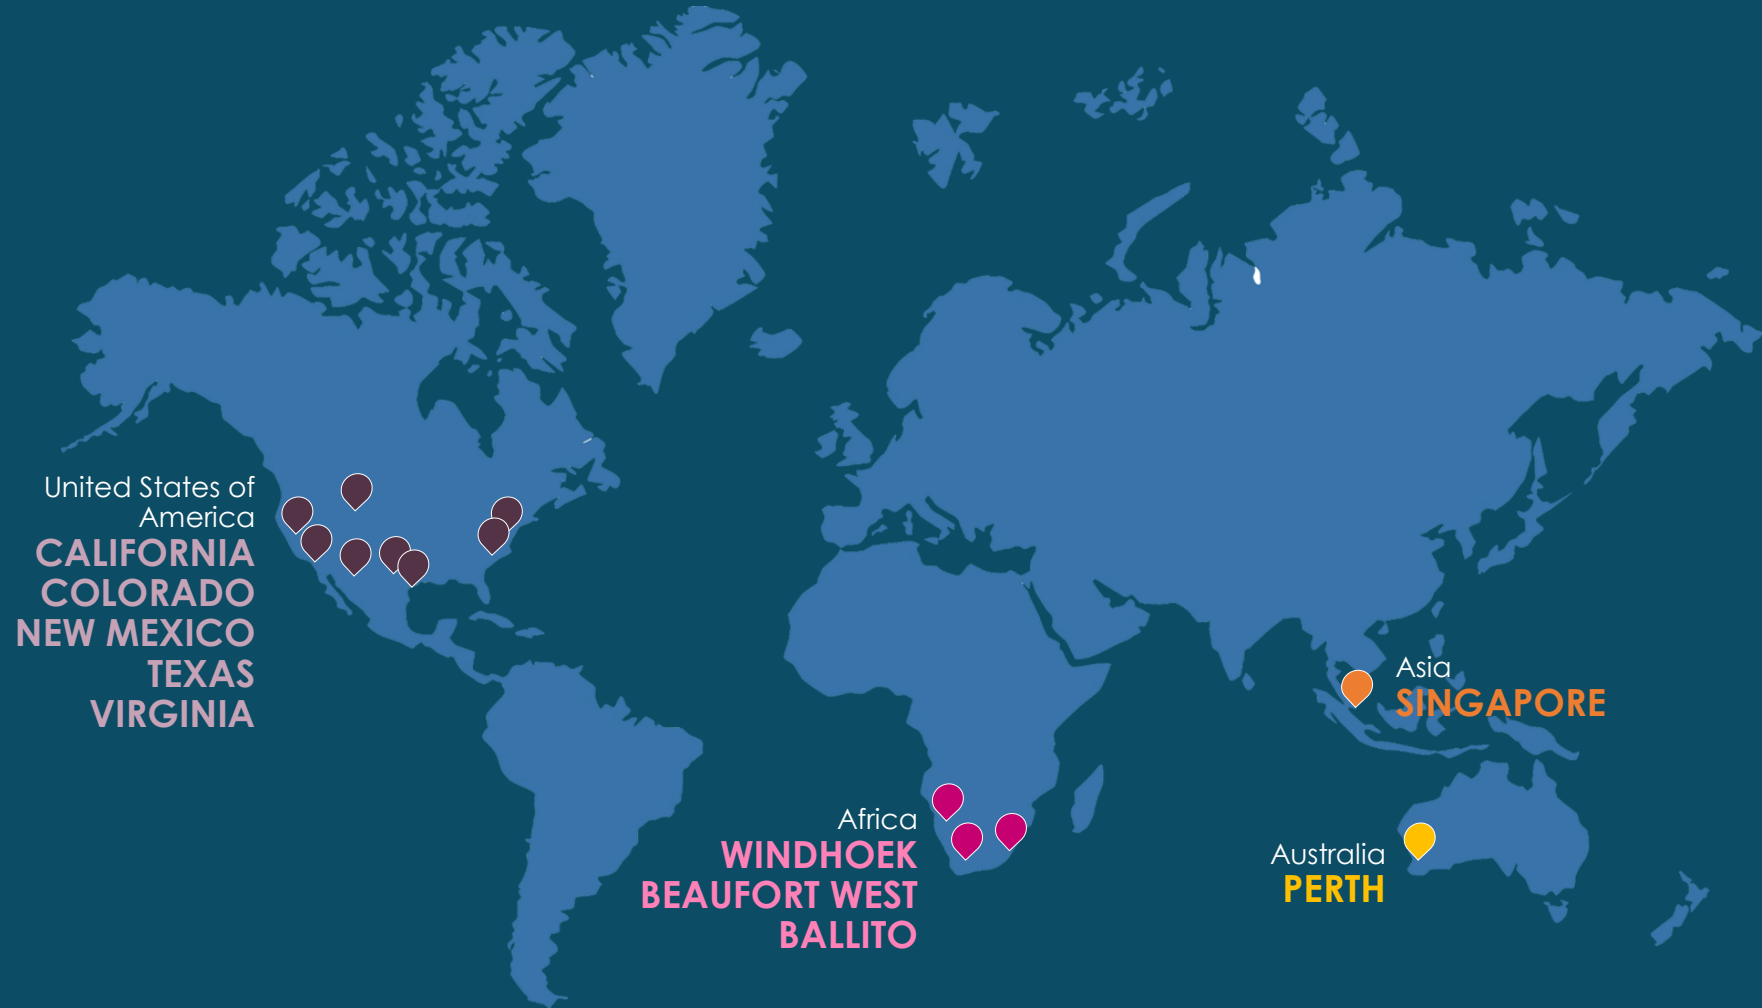 United States of
America
CALIFORNIA
COLORADO
NEW MEXICO
TEXAS
VIRGINIA
Africa
WINDHOEK
BEAUFORT WEST
BALLITO
Asia
SINGAPORE
Australia
PERTH